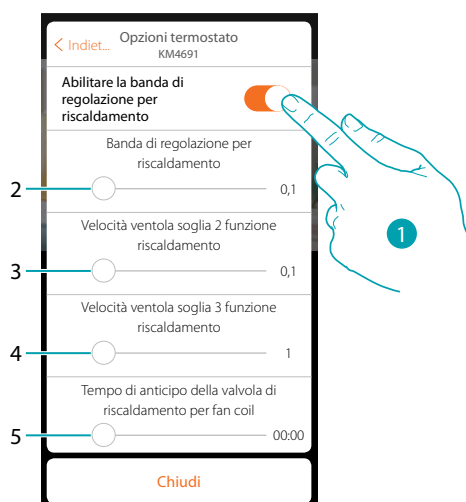 < Indiet... Opzioni termostato
KM4691
Abilitare la banda di
regolazione per
riscaldamento
1
Banda di regolazione per
riscaldamento
2 0,1
Velocità ventola soglia 2 funzione
riscaldamento
3 0,1
Velocità ventola soglia 3 funzione
riscaldamento
4 1
Tempo di anticipo della valvola di
riscaldamento per fan coil
5 00:00
Chiudi